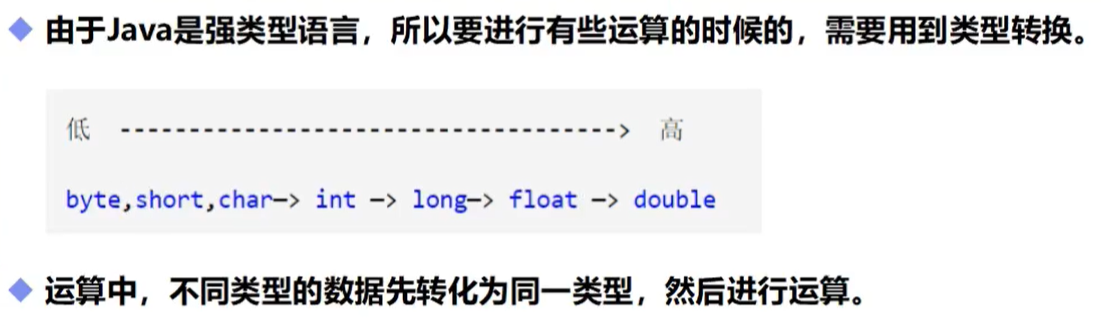 由于Java是强类型语言，所以要进行有些运算的时候的，需要用到类型转换。
低 ------------------------------------> 高
byte,short,char—> int —> long—> float —> double
运算中，不同类型的数据先转化为同一类型，然后进行运算。